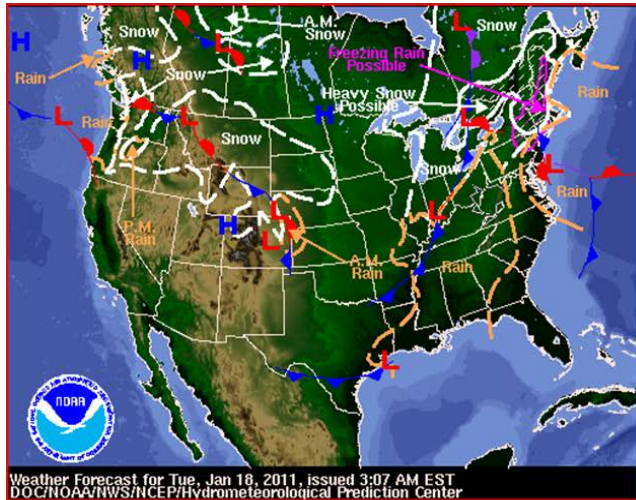 H
Snow
A.M.
Snow
L
Snow
L
Snow
Freezing Rain
Possible
Rain
H
Snow
Heavy Snow
Possible
Rain
L
Rain
L
Snow
H
L
L
Rain
Snow
L
P.M.
Rain
H
L
L
A.M.
Rain
L
Rain
L
NOAA
Weather Forecast for Tue, Jan 18, 2011, issued 3:07 AM EST
DOC/NOAA/NWS/NCEP/Hydrometeorological Prediction Center